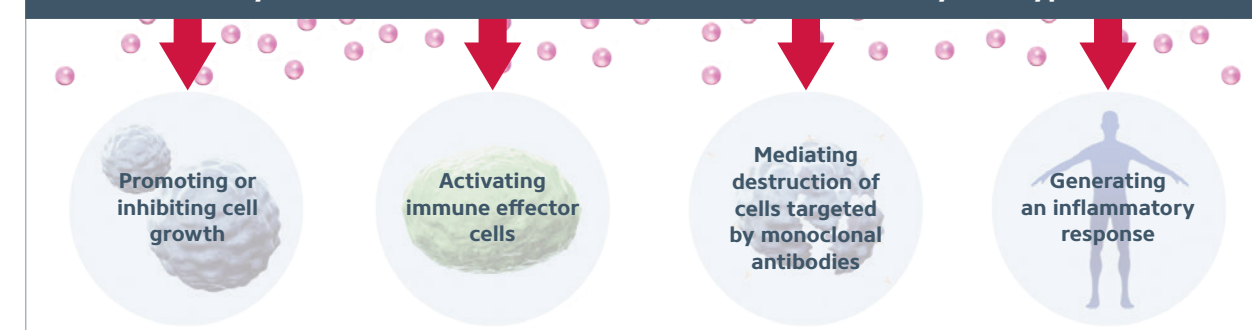 Promoting or
inhibiting cell
growth
Activating
immune effector
cells
Mediating
destruction of
cells targeted
by monoclonal
antibodies
Generating
an inflammatory
response